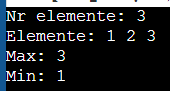 Nr elemente: 3
Elemente: 1 2 3
Max: 3
Min: 1